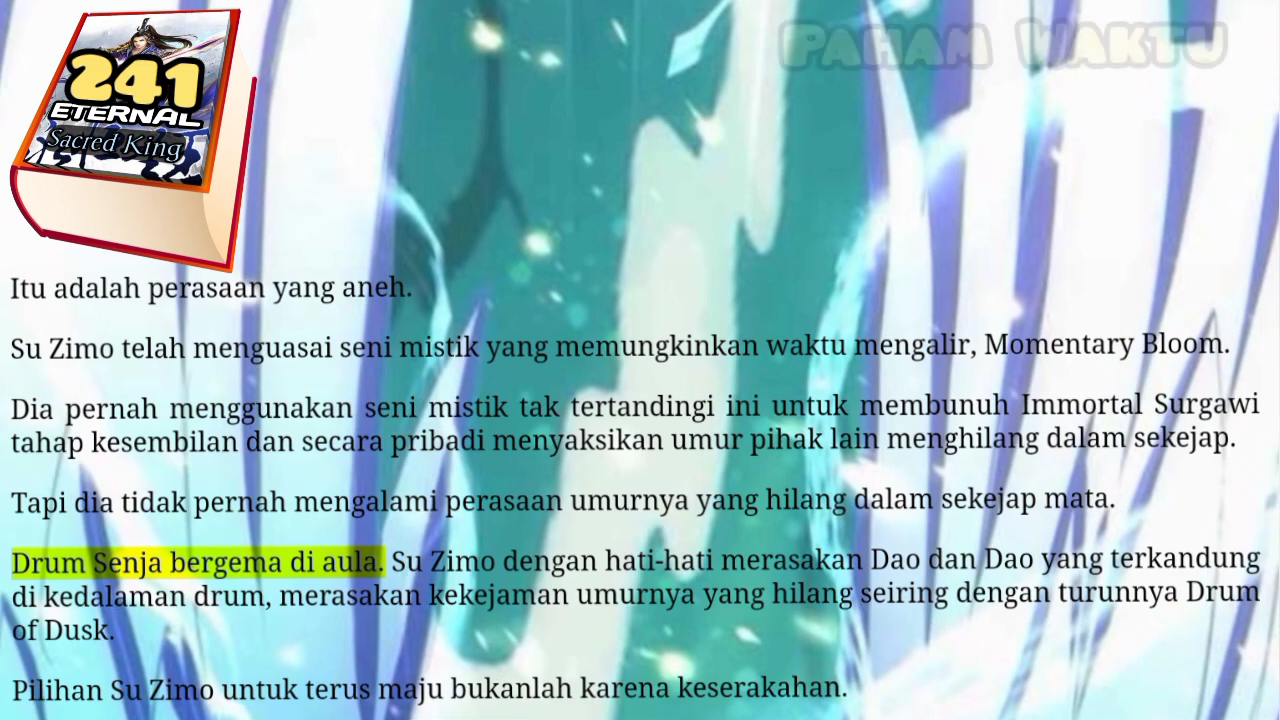 PAHAM WAKTU
241
ETERNAL
Sacred King
Itu adalah perasaan yang aneh.
Su Zimo telah menguasai seni mistik yang memungkinkan waktu mengalir, Momentary Bloom.
Dia pernah menggunakan seni mistik tak tertandingi ini untuk membunuh Immortal Surgawi
tahap kesembilan dan secara pribadi menyaksikan umur pihak lain menghilang dalam sekejap.
Tapi dia tidak pernah mengalami perasaan umurnya yang hilang dalam sekejap mata.
Drum Senja bergema di aula. Su Zimo dengan hati-hati merasakan Dao dan Dao yang terkandung
di kedalaman drum, merasakan kekejaman umurnya yang hilang seiring dengan turunnya Drum
of Dusk.
Pilihan Su Zimo untuk terus maju bukanlah karena keserakahan.